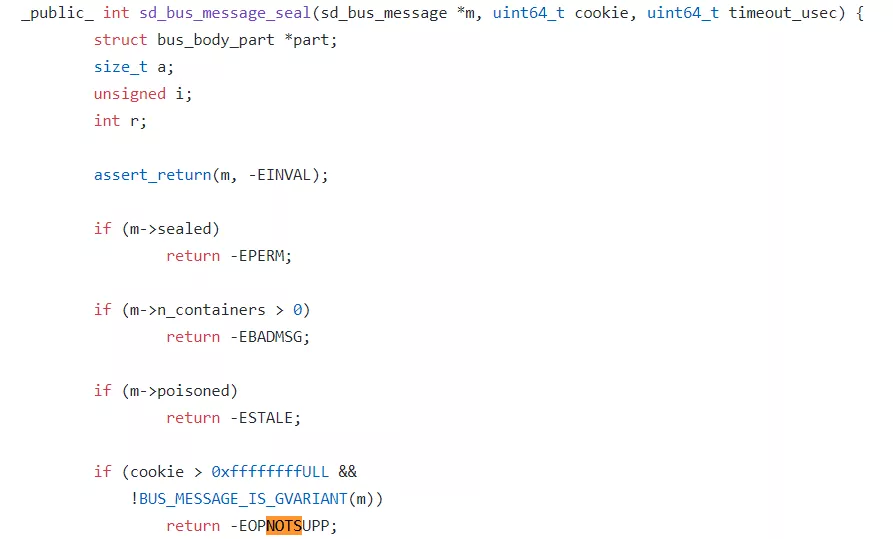 _public_ int sd_bus_message_seal(sd_bus_message *m, uint64_t cookie, uint64_t timeout_usec) {
struct bus_body_part *part;
size_t a;
unsigned i;
int r;
assert_return(m, -EINVAL);
if (m->sealed)
return -EPERM;
if (m->n_containers > 0)
return -EBADMSG;
if (m->poisoned)
return -ESTALE;
if (cookie > 0xffffffffULL &&
!BUS_MESSAGE_IS_GVARIANT(m))
return -EOPNOTSUPP;